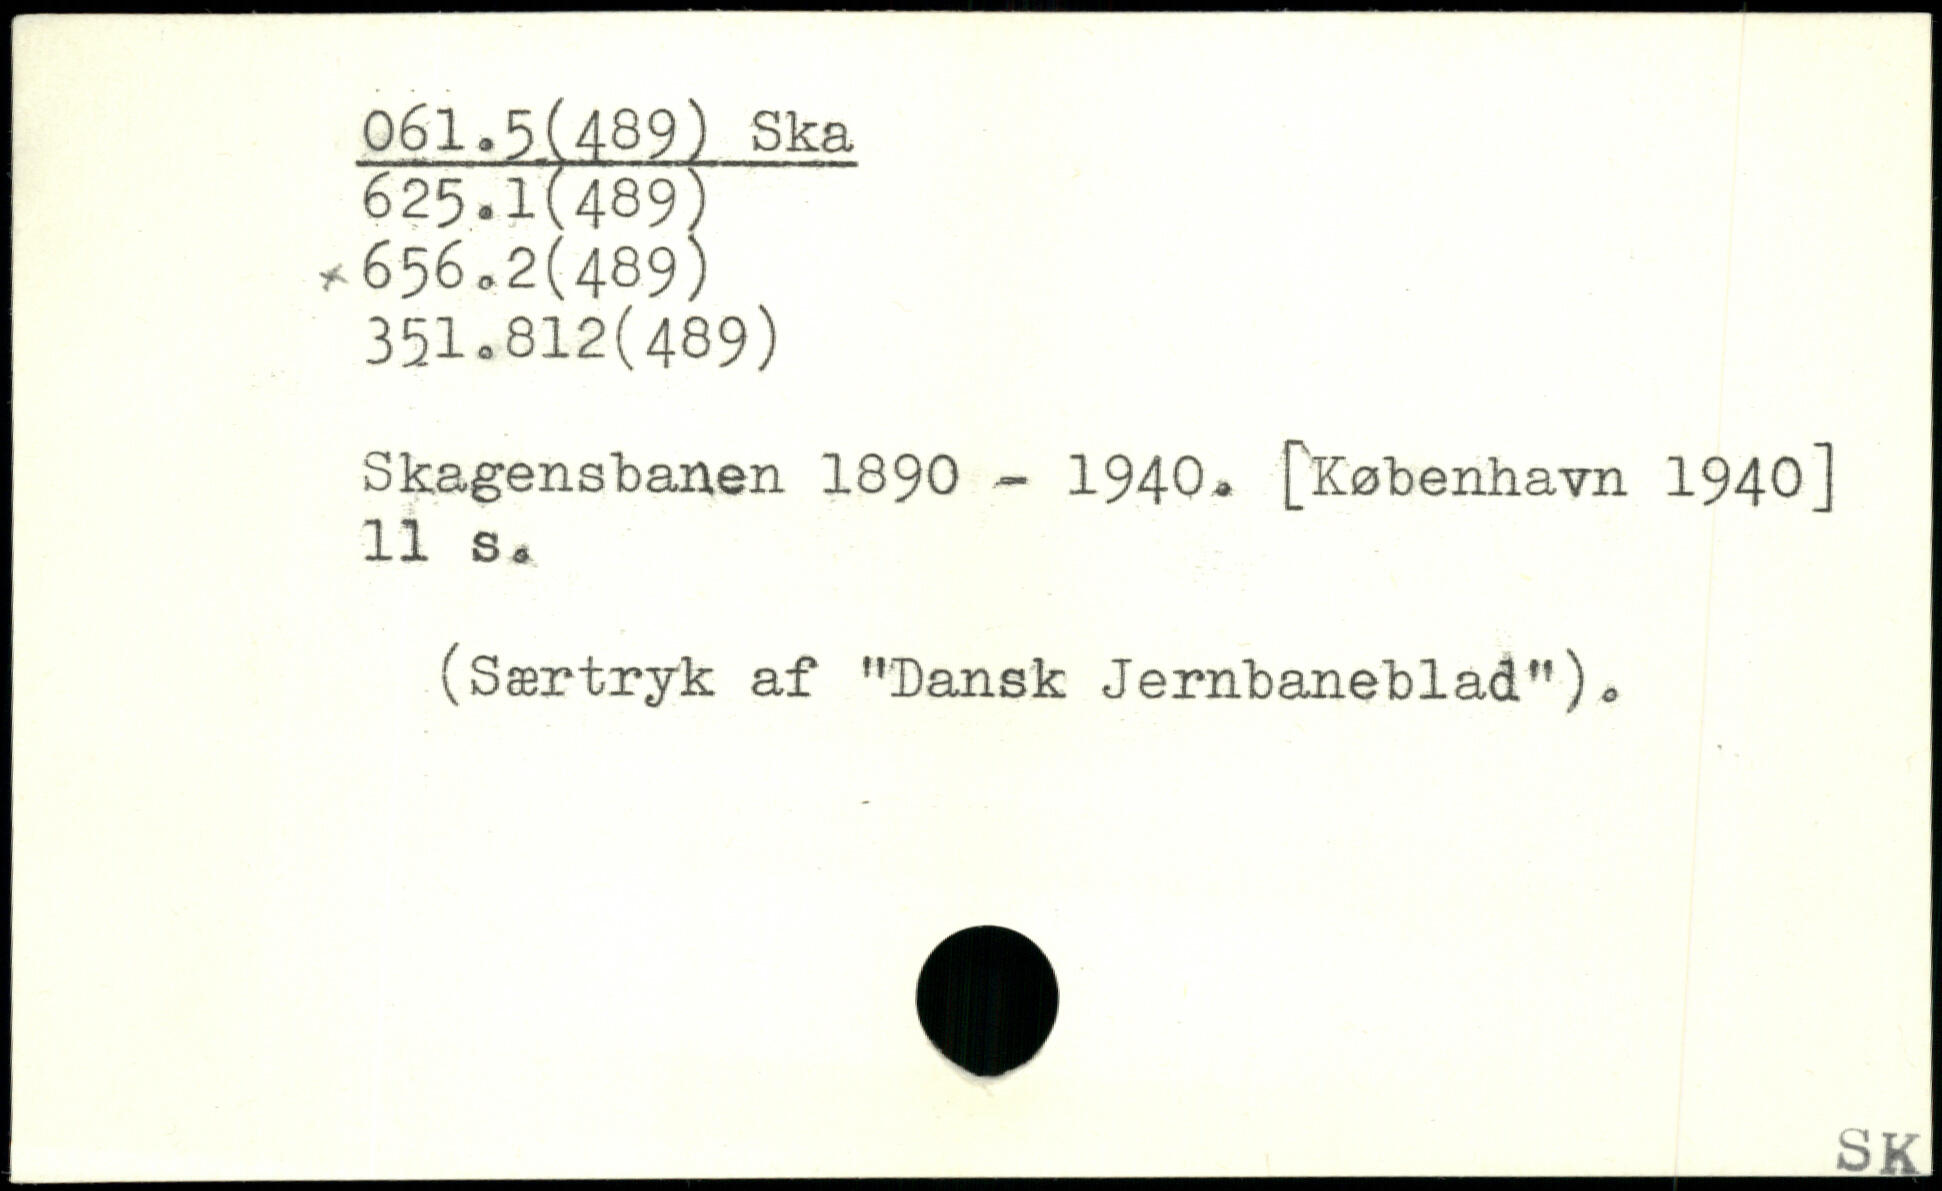 061.5(489) Ska
625.1(489)
×656.2(489)
351.812(489)
Skagensbanen 1890 - 1940. [København 1940]
11 s.
(Særtryk af "Dansk Jernbaneblad").
SK